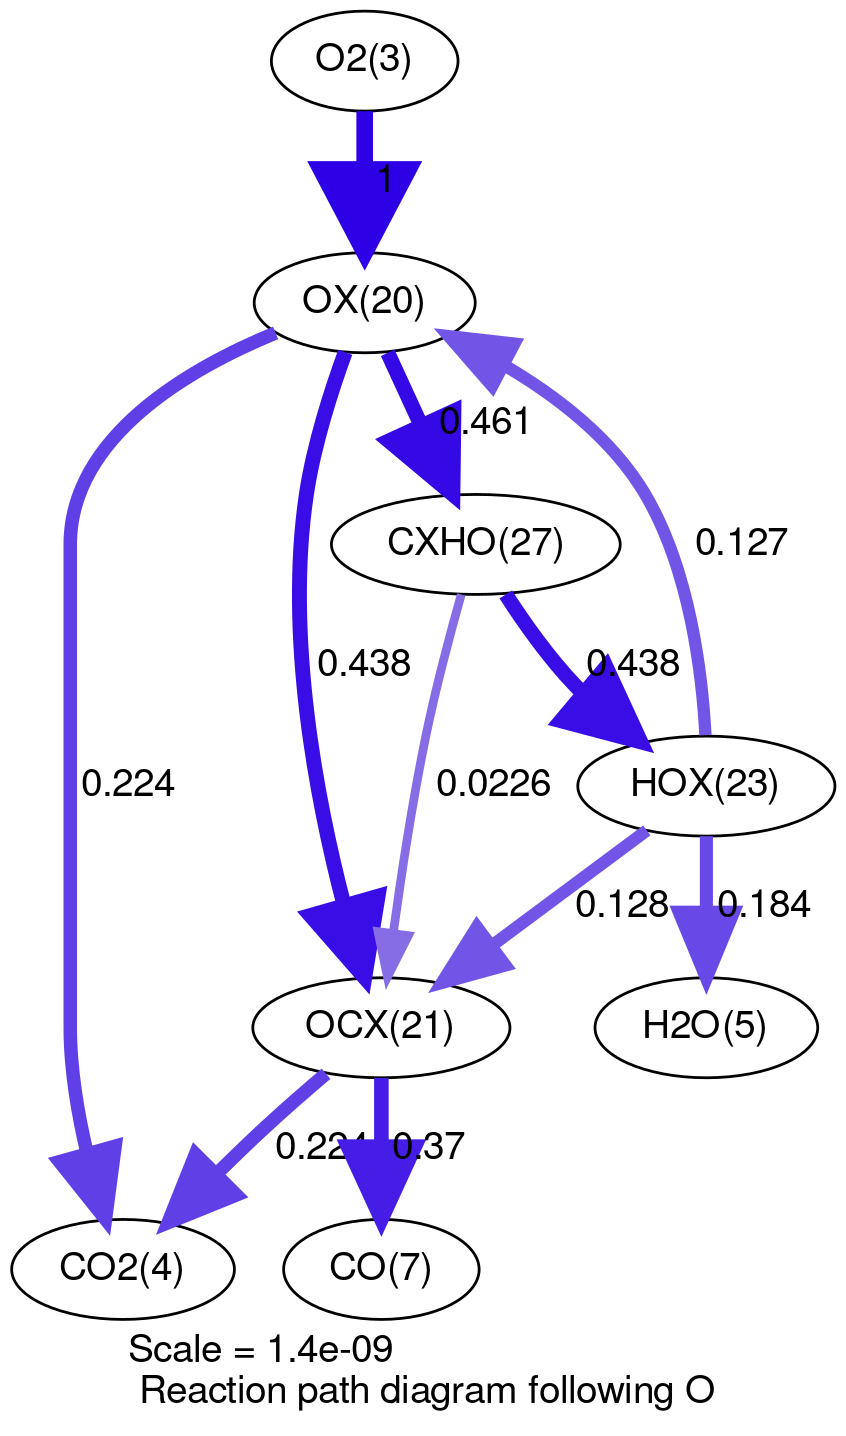 O2(3)
1
OX(20)
0.461
CXHO(27)
0.127
0.438
0.438
0.224
0.0226
HOX(23)
0.128
0.184
OCX(21)
H2O(5)
0.224
0.37
CO2(4)
CO(7)
Scale = 1.4e-09
Reaction path diagram following O